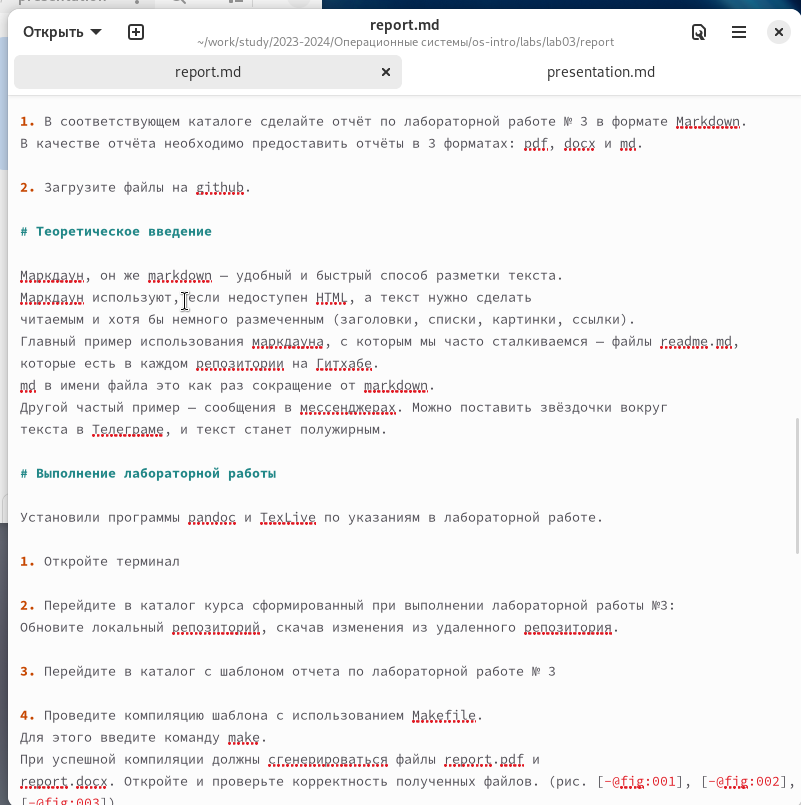 presentation
Открыть
report.md
~/work/study/2023-2024/Операционные системы/os-intro/labs/lab03/report
report.md
presentation.md
1. В соответствующем каталоге сделайте отчёт по лабораторной работе № 3 в формате Markdown.
В качестве отчёта необходимо предоставить отчёты в 3 форматах: pdf, docx и md.
2. Загрузите файлы на github.
# Теоретическое введение
Маркдаун, он же markdown — удобный и быстрый способ разметки текста.
Маркдаун используют, если недоступен HTML, а текст нужно сделать
читаемым и хотя бы немного размеченным (заголовки, списки, картинки, ссылки).
Главный пример использования маркдауна, с которым мы часто сталкиваемся — файлы readme.md,
которые есть в каждом репозитории на Гитхабе.
md в имени файла это как раз сокращение от markdown.
Другой частый пример — сообщения в мессенджерах. Можно поставить звёздочки вокруг
текста в Телеграме, и текст станет полужирным.
# Выполнение лабораторной работы
Установили программы pandoc и TexLive по указаниям в лабораторной работе.
1. Откройте терминал
2. Перейдите в каталог курса сформированный при выполнении лабораторной работы №3:
Обновите локальный репозиторий, скачав изменения из удаленного репозитория.
3. Перейдите в каталог с шаблоном отчета по лабораторной работе № 3
4. Проведите компиляцию шаблона с использованием Makefile.
Для этого введите команду make.
При успешной компиляции должны сгенерироваться файлы report.pdf и
report.docx. Откройте и проверьте корректность полученных файлов. (рис. [-@fig:001], [-@fig:002],
[-@fig:003])